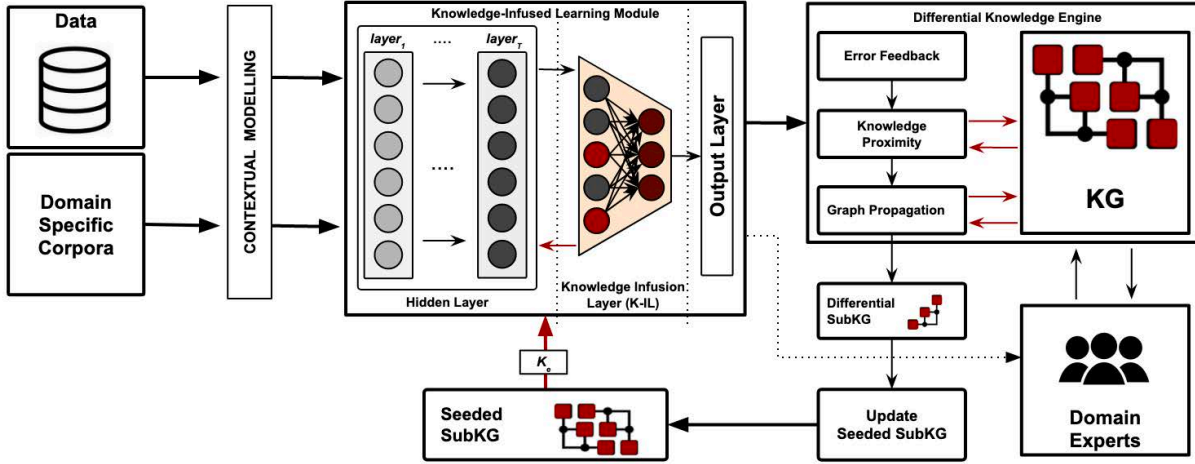 Data
Domain
Specific
Corpora
CONTEXTUAL MODELLING
Knowledge-Infused Learning Module
layer1 .... layerT
....
Hidden Layer
Knowledge Infusion
Layer (K-IL)
Output Layer
Differential Knowledge Engine
Error Feedback
Knowledge
Proximity
Graph Propagation
KG
Differential
SubKG
Update
Seeded SubKG
Domain
Experts
Ke
Seeded
SubKG